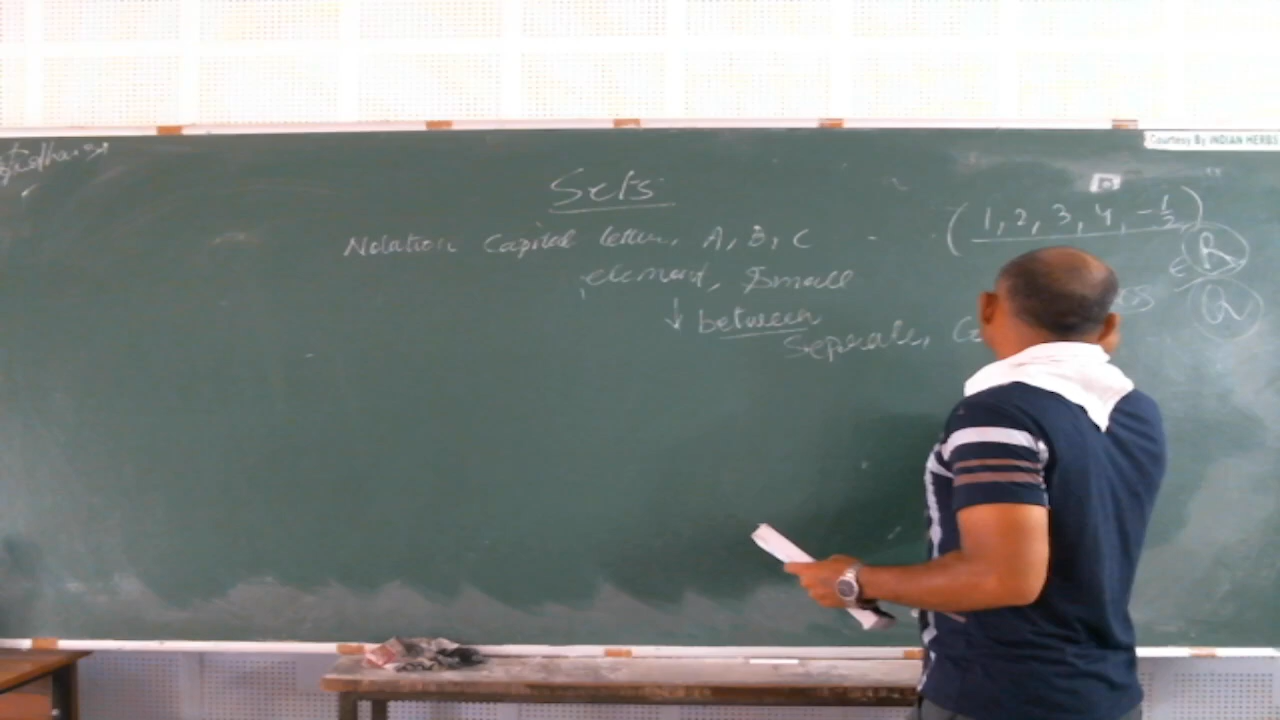 Courtesy By INDIAN HERBS
Sets
Notation Capital letter, A, B, C
(1, 2, 3, 4, -1/2)
R
element, Small
Q
↓ between
Seperate,